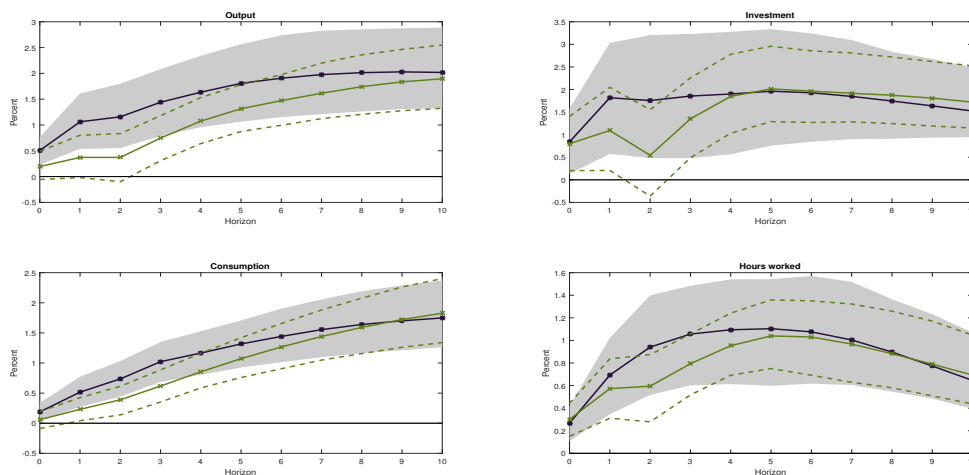 Output
Percent
3
2.5
2
1.5
1
0.5
0
-0.5
0 1 2 3 4 5 6 7 8 9 10
Horizon
Investment
Percent
3.5
3
2.5
2
1.5
1
0.5
0
-0.5
0 1 2 3 4 5 6 7 8 9
Horizon
Consumption
Percent
2.5
2
1.5
1
0.5
0
-0.5
0 1 2 3 4 5 6 7 8 9 10
Horizon
Hours worked
Percent
1.6
1.4
1.2
1
0.8
0.6
0.4
0.2
0
0 1 2 3 4 5 6 7 8 9
Horizon